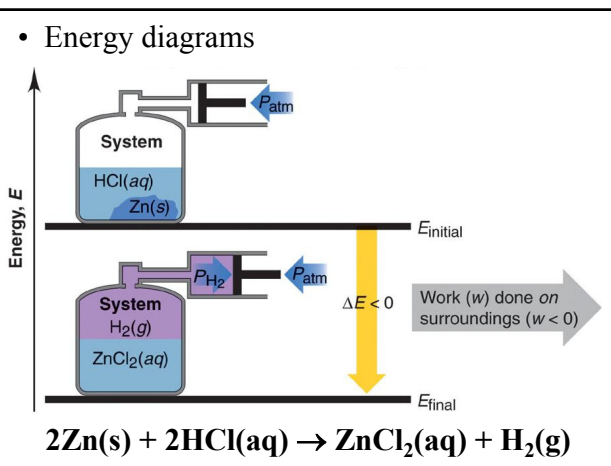 • Energy diagrams
Energy, E
P_atm
System
HCl(aq)
Zn(s)
E_initial
P_H₂
P_atm
ΔE < 0
Work (w) done on
surroundings (w < 0)
System
H₂(g)
ZnCl₂(aq)
E_final
2Zn(s) + 2HCl(aq) → ZnCl₂(aq) + H₂(g)